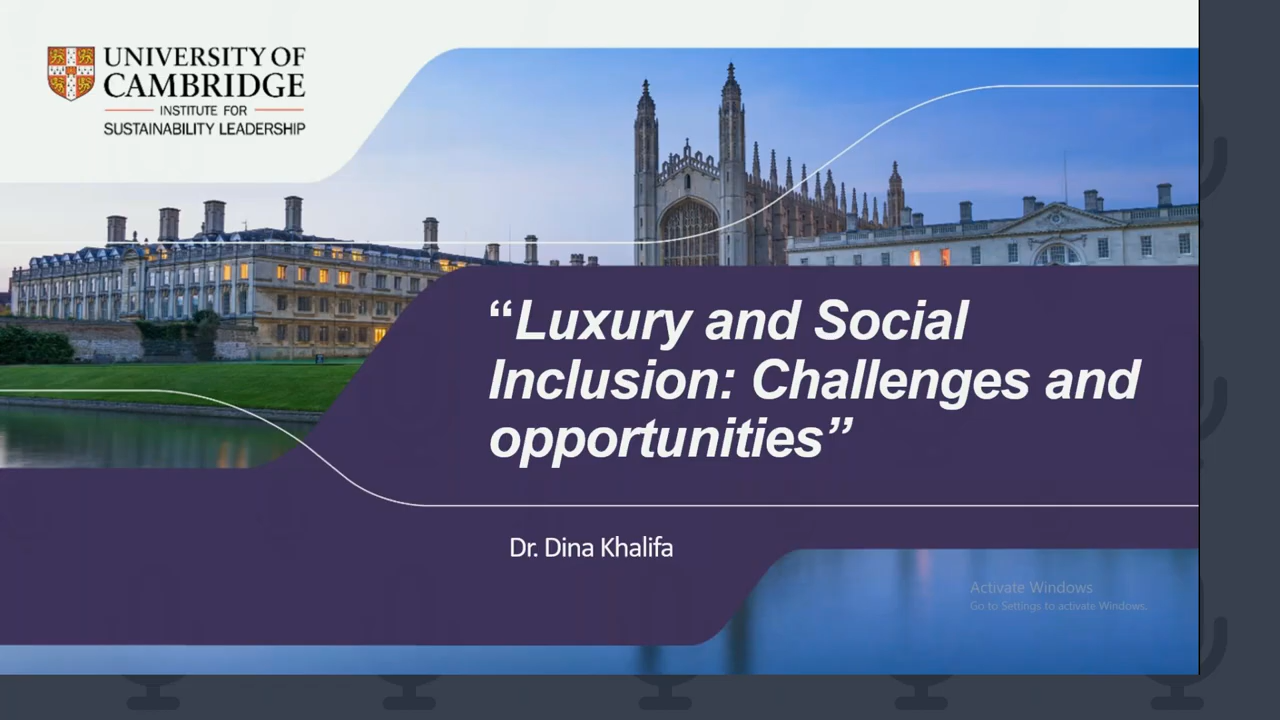 UNIVERSITY OF
CAMBRIDGE
INSTITUTE FOR
SUSTAINABILITY LEADERSHIP
“Luxury and Social
Inclusion: Challenges and
opportunities”
Dr. Dina Khalifa
Activate Windows
Go to Settings to activate Windows.